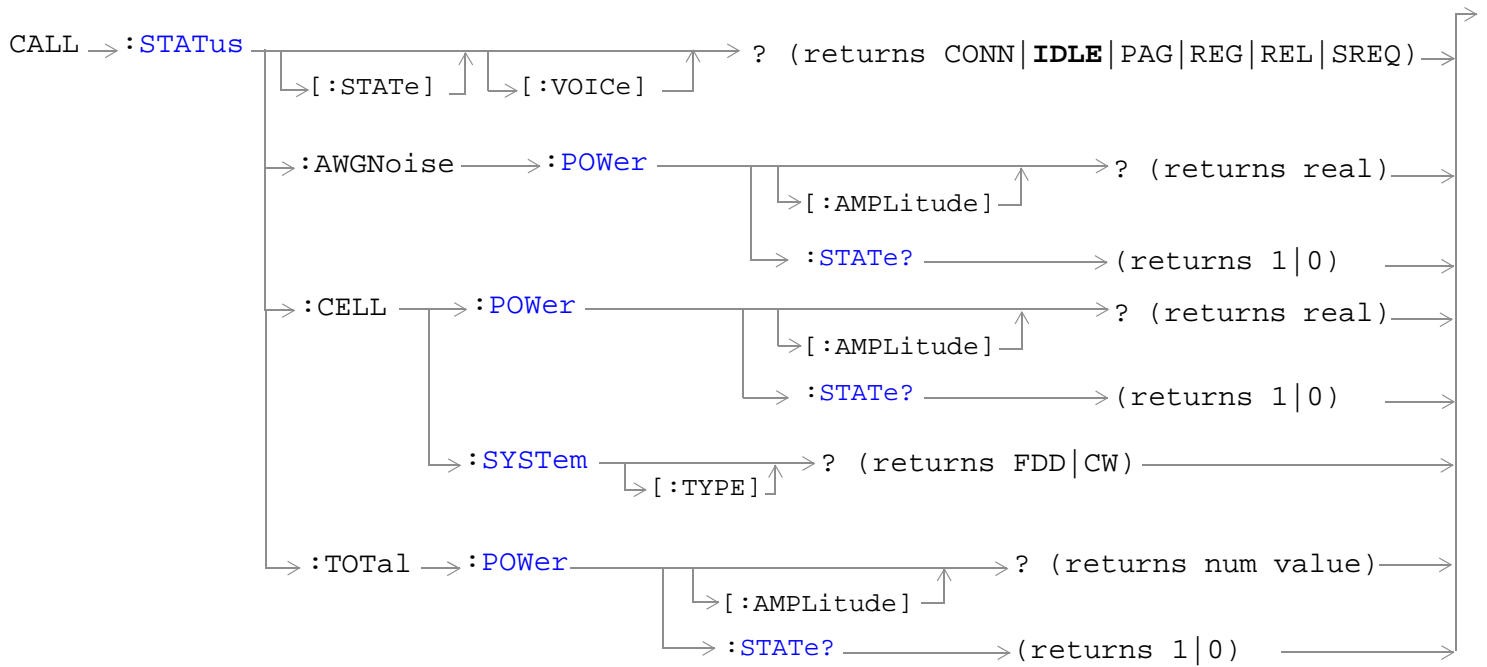 CALL :STATus ? (returns CONN|IDLE|PAG|REG|REL|SREQ)
[:STATe] [:VOICe]
:AWGNoise :POWer ? (returns real)
[:AMPLitude]
:STATe? (returns 1|0)
:CELL :POWer ? (returns real)
[:AMPLitude]
:STATe? (returns 1|0)
:SYSTem ? (returns FDD|CW)
[:TYPE]
:TOTal :POWer ? (returns num value)
[:AMPLitude]
:STATe? (returns 1|0)